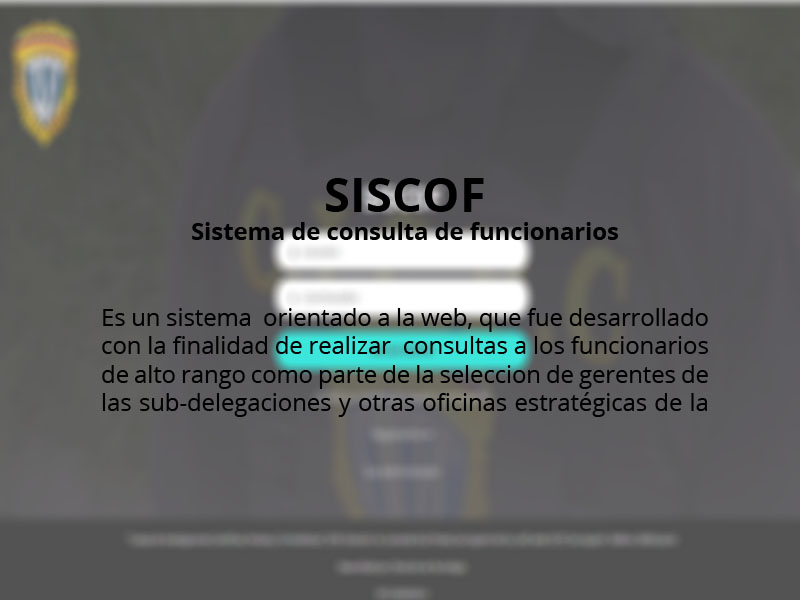 SISCOF
Sistema de consulta de funcionarios
Es un sistema orientado a la web, que fue desarrollado
con la finalidad de realizar consultas a los funcionarios
de alto rango como parte de la seleccion de gerentes de
las sub-delegaciones y otras oficinas estratégicas de la